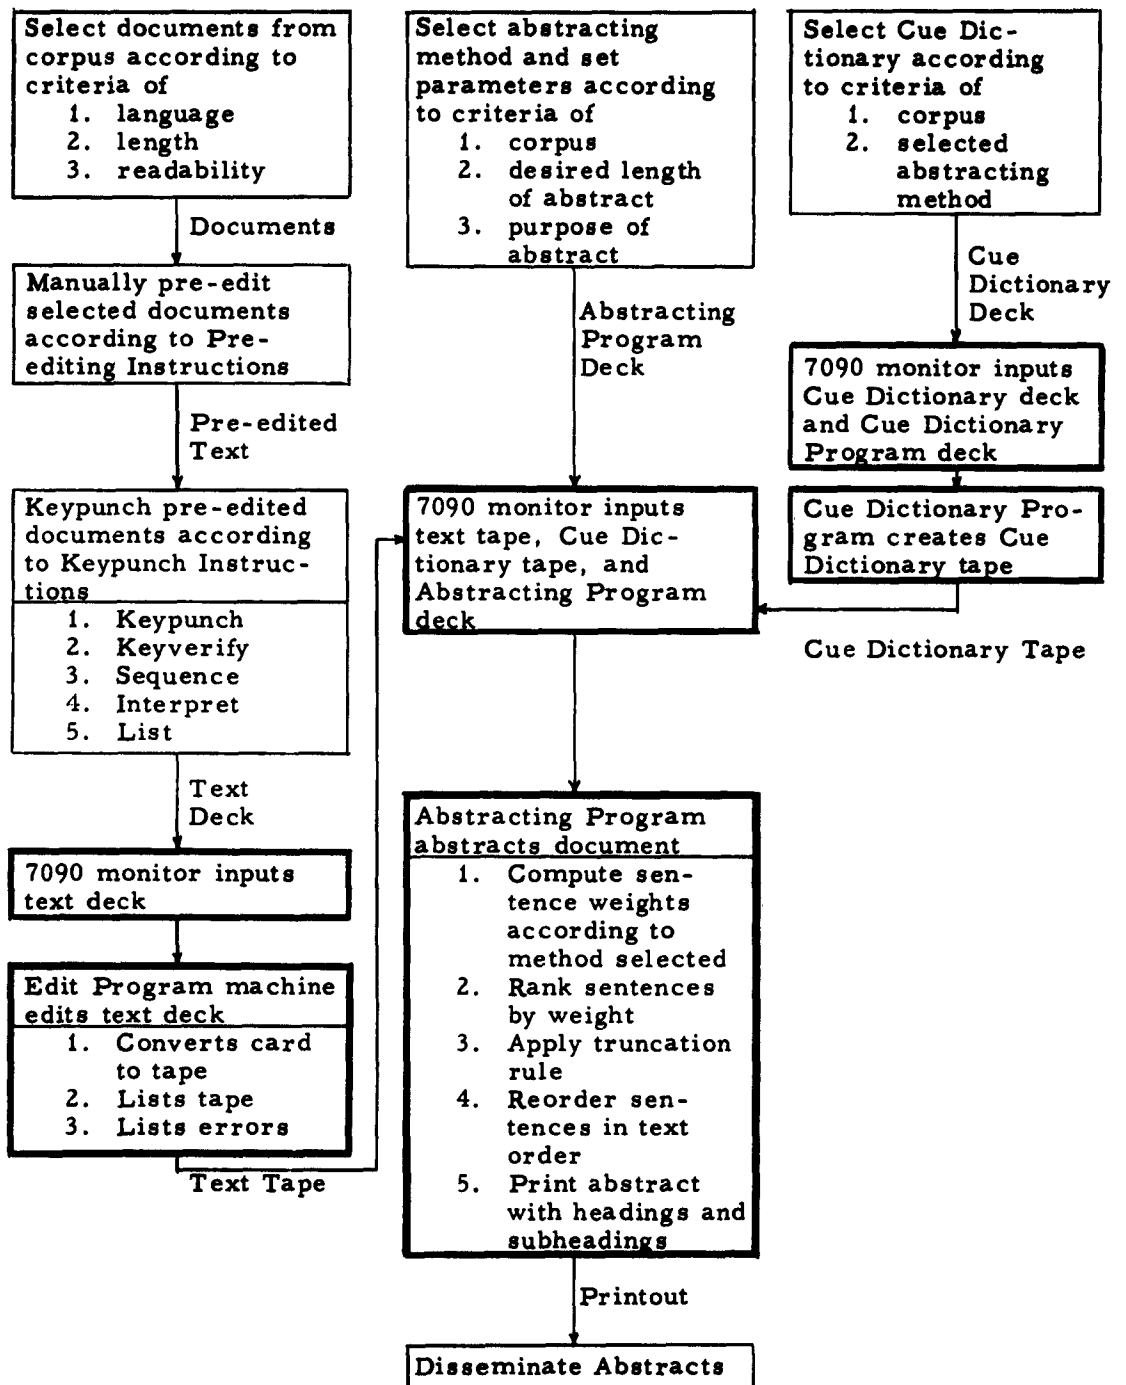 Select documents from
corpus according to
criteria of
1. language
2. length
3. readability
Documents
Manually pre-edit
selected documents
according to Pre-
editing Instructions
Pre-edited
Text
Keypunch pre-edited
documents according
to Keypunch Instruc-
tions
1. Keypunch
2. Keyverify
3. Sequence
4. Interpret
5. List
Text
Deck
7090 monitor inputs
text deck
Edit Program machine
edits text deck
1. Converts card
to tape
2. Lists tape
3. Lists errors
Text Tape
Select abstracting
method and set
parameters according
to criteria of
1. corpus
2. desired length
of abstract
3. purpose of
abstract
Abstracting
Program
Deck
7090 monitor inputs
text tape, Cue Dic-
tionary tape, and
Abstracting Program
deck
Abstracting Program
abstracts document
1. Compute sen-
tence weights
according to
method selected
2. Rank sentences
by weight
3. Apply truncation
rule
4. Reorder sen-
tences in text
order
5. Print abstract
with headings and
subheadings
Printout
Disseminate Abstracts
Select Cue Dic-
tionary according
to criteria of
1. corpus
2. selected
abstracting
method
Cue
Dictionary
Deck
7090 monitor inputs
Cue Dictionary deck
and Cue Dictionary
Program deck
Cue Dictionary Pro-
gram creates Cue
Dictionary tape
Cue Dictionary Tape